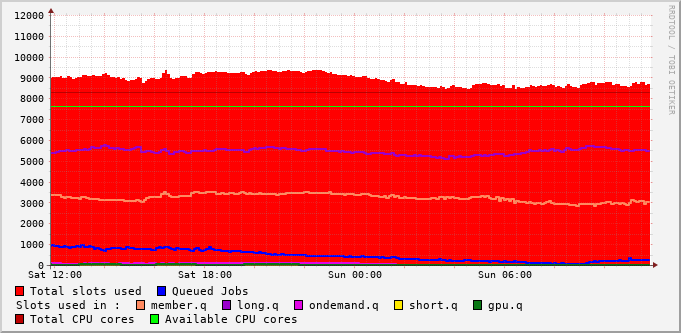 12000
11000
10000
9000
8000
7000
6000
5000
4000
3000
2000
1000
0
Sat 12:00 Sat 18:00 Sun 00:00 Sun 06:00
RRDTOOL / TOBI OETIKER
Total slots used Queued Jobs
Slots used in : member.q long.q ondemand.q short.q gpu.q
Total CPU cores Available CPU cores